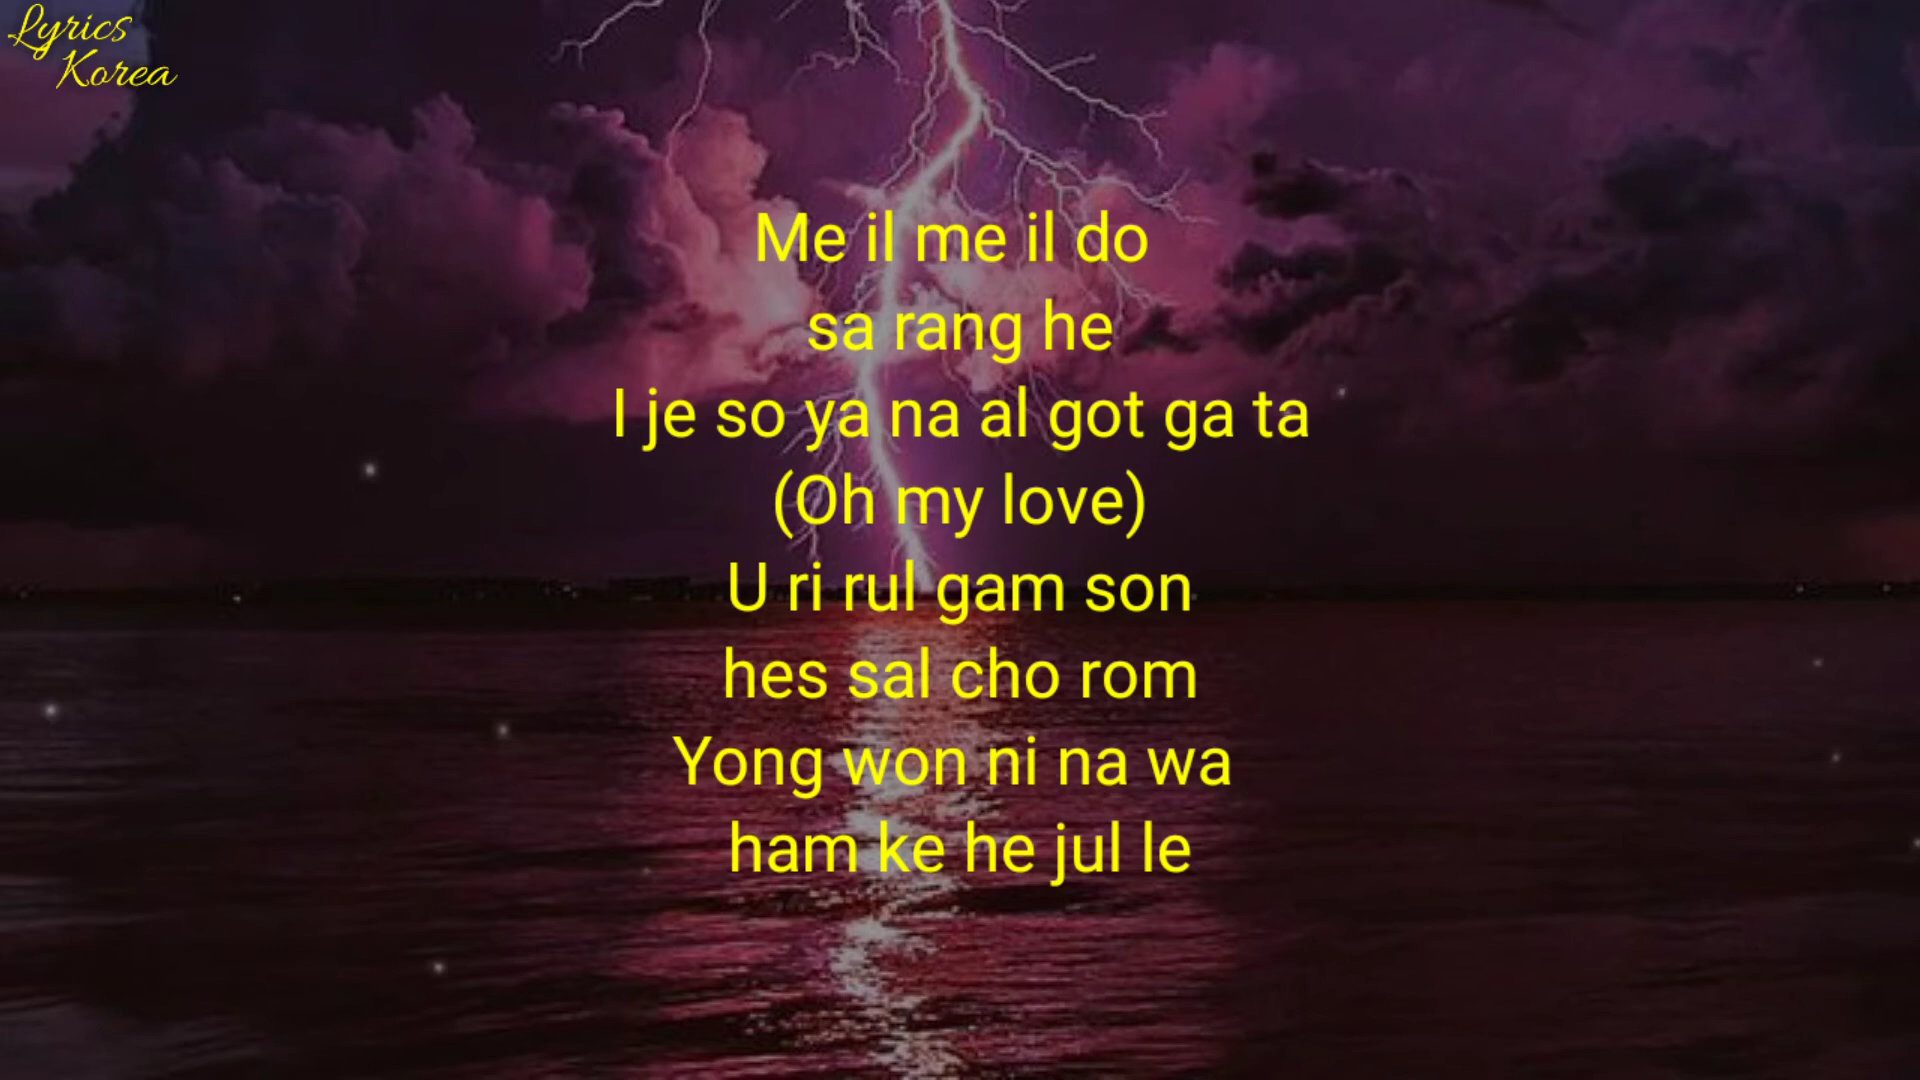 Lyrics
Korea
Me il me il do
sa rang he
I je so ya na al got ga ta
(Oh my love)
U ri rul gam son
hes sal cho rom
Yong won ni na wa
ham ke he jul le